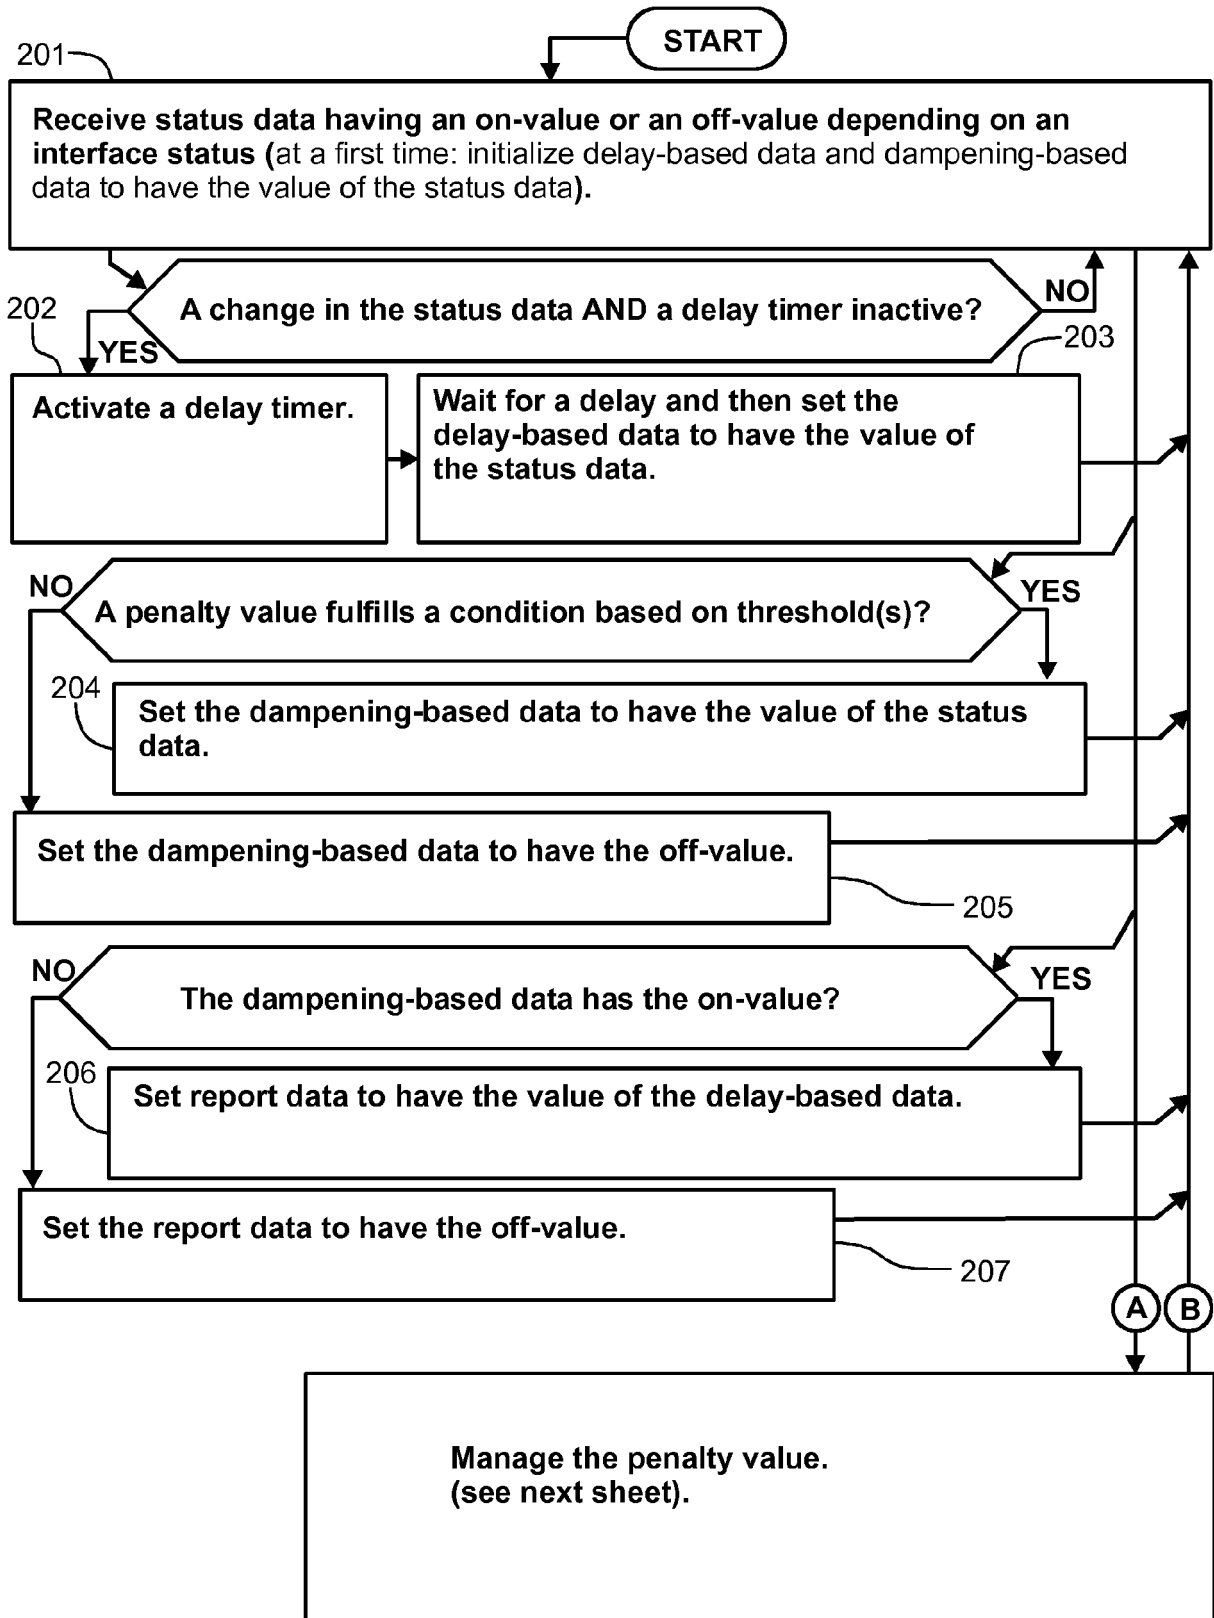 START
201
Receive status data having an on-value or an off-value depending on an
interface status (at a first time: initialize delay-based data and dampening-based
data to have the value of the status data).
A change in the status data AND a delay timer inactive?
NO
202
YES
203
Activate a delay timer.
Wait for a delay and then set the
delay-based data to have the value of
the status data.
NO
YES
A penalty value fulfills a condition based on threshold(s)?
204
Set the dampening-based data to have the value of the status
data.
Set the dampening-based data to have the off-value.
205
NO
YES
The dampening-based data has the on-value?
206
Set report data to have the value of the delay-based data.
Set the report data to have the off-value.
207
A
B
Manage the penalty value.
(see next sheet).